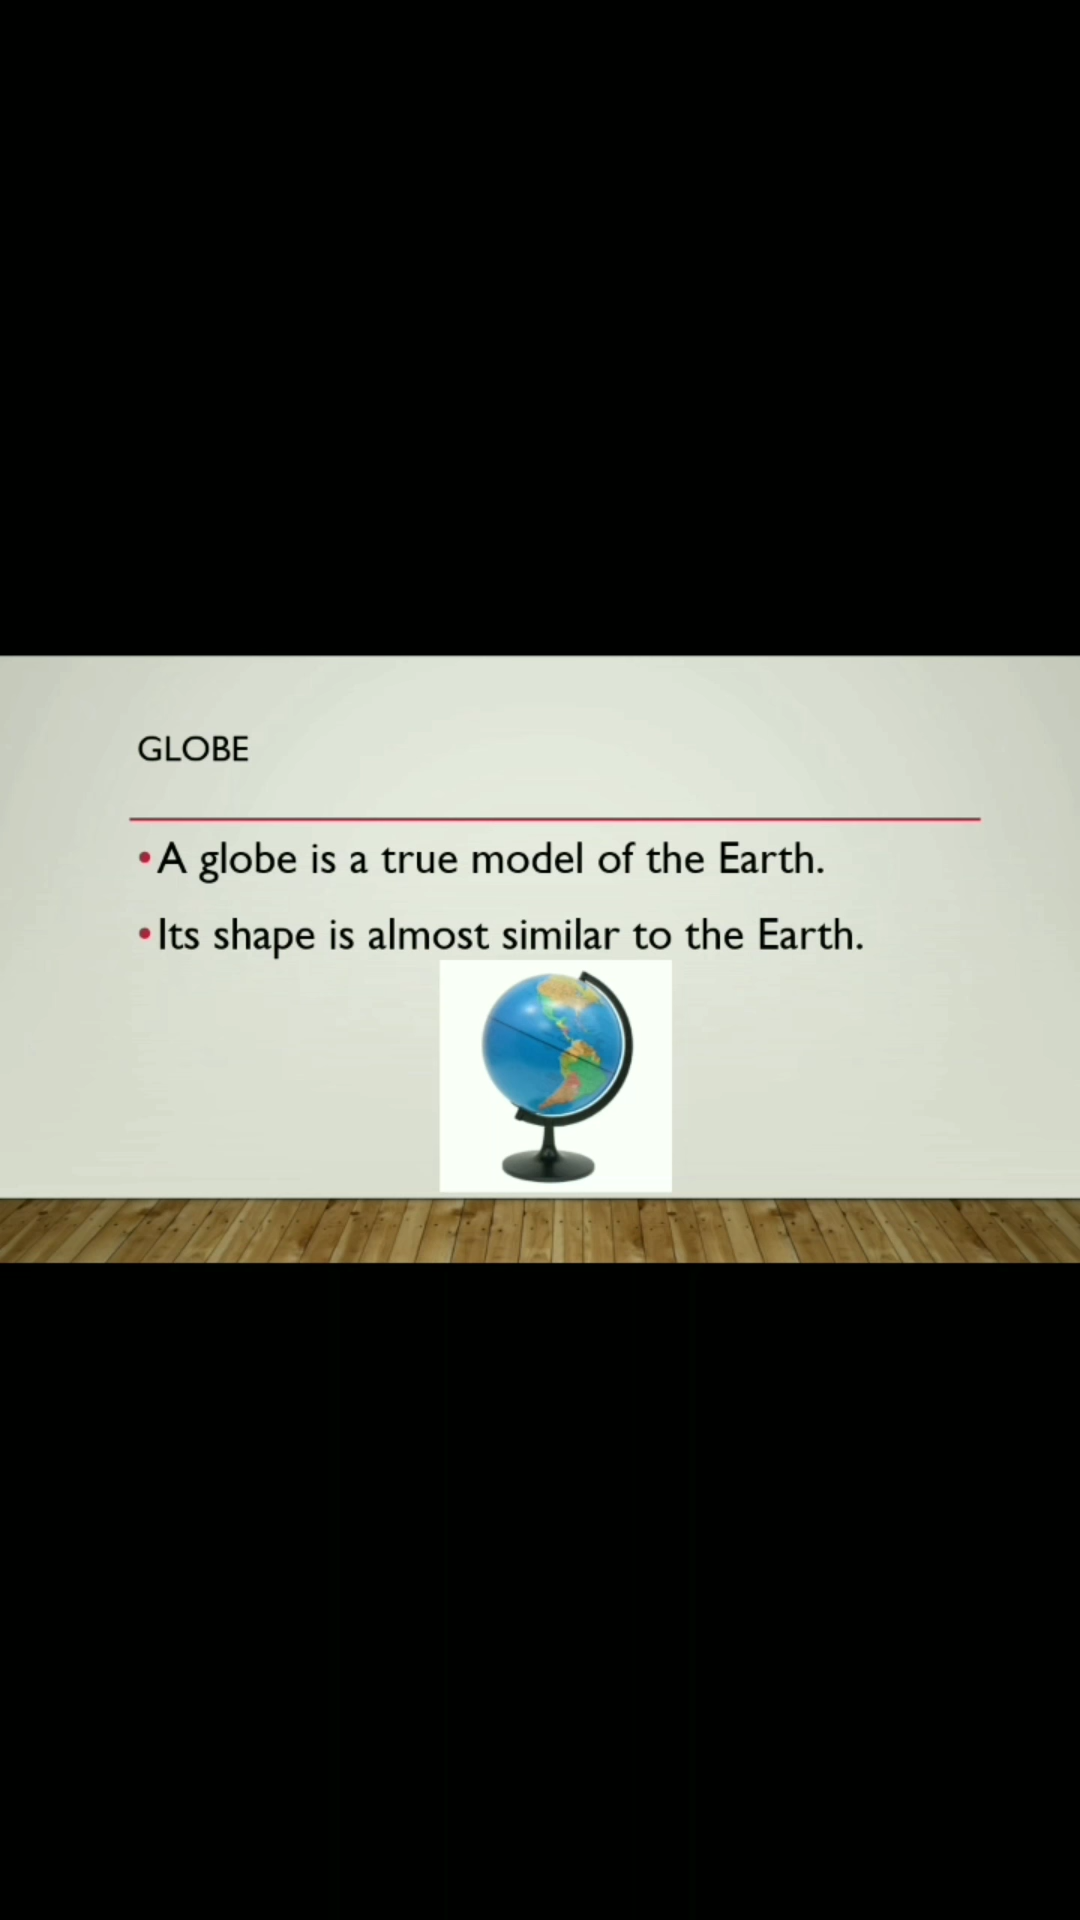 GLOBE
•A globe is a true model of the Earth.
•Its shape is almost similar to the Earth.